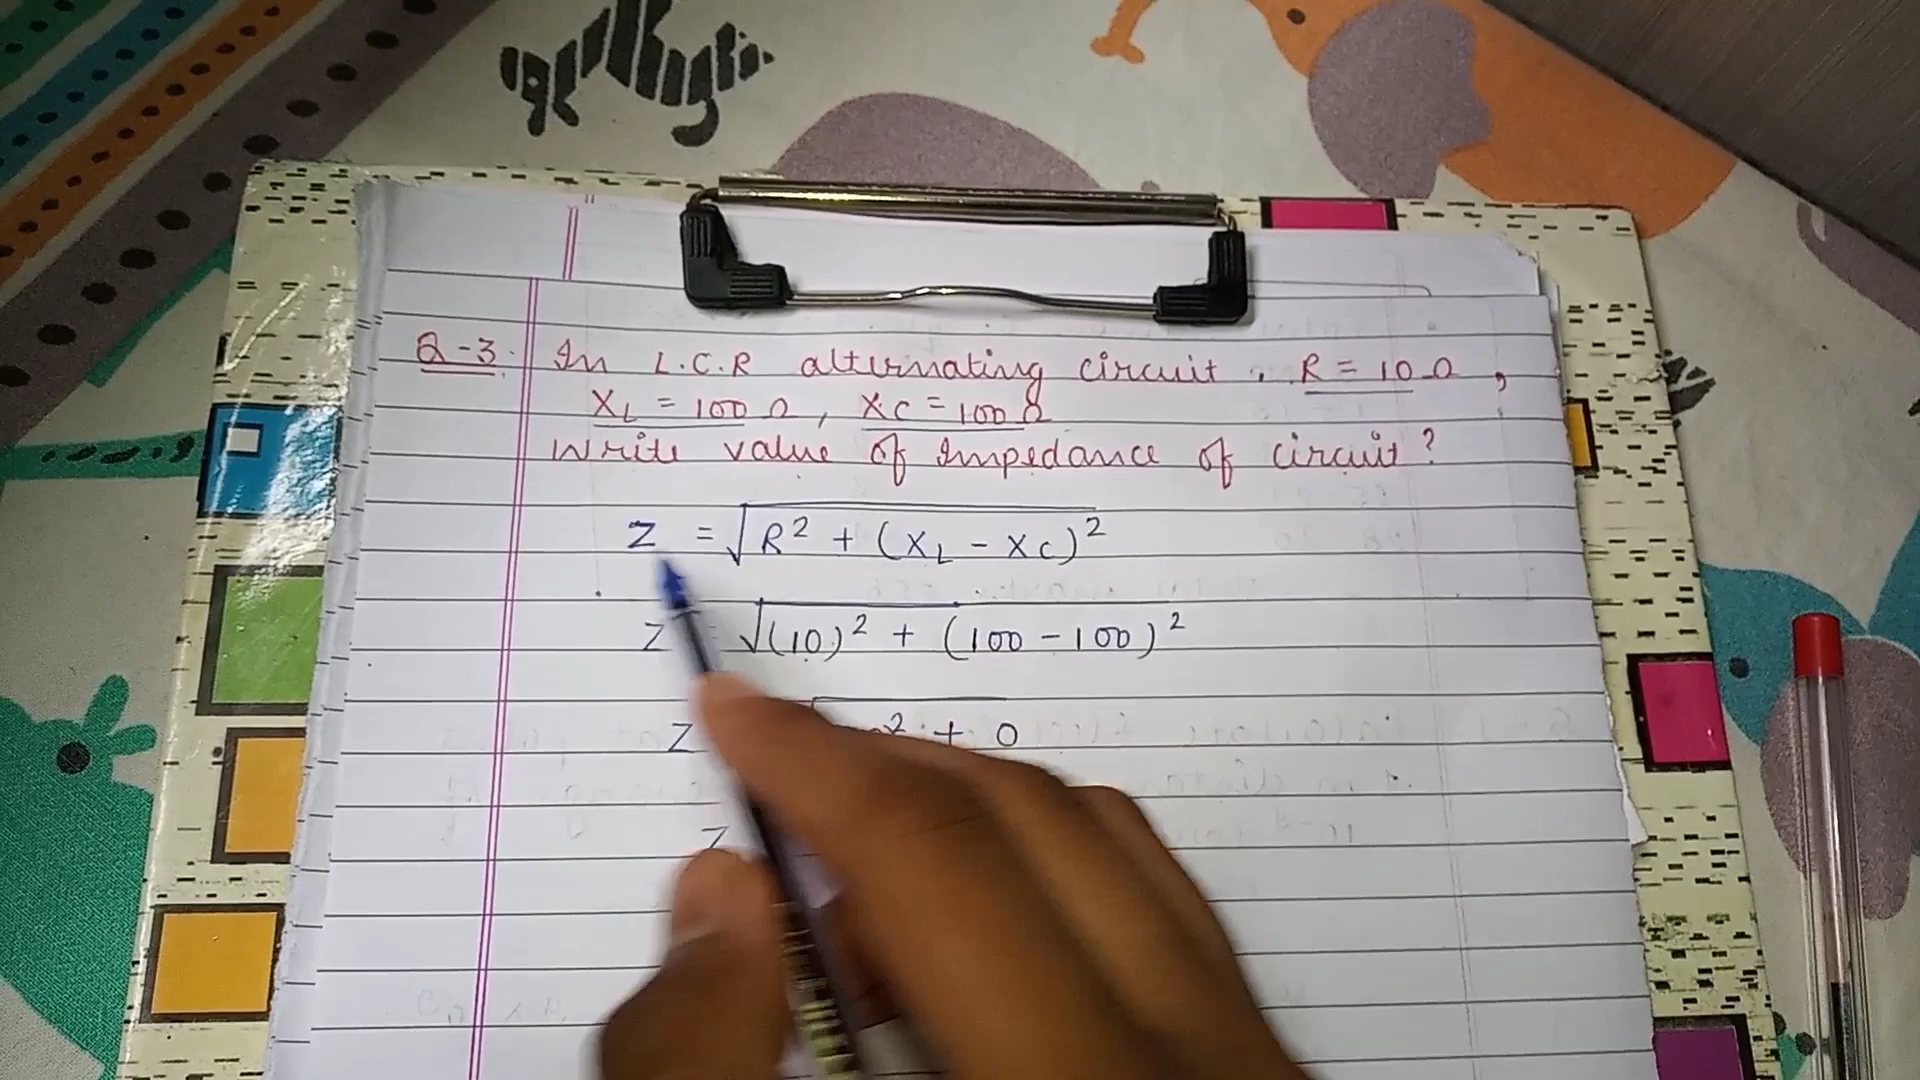 Q-3. In L.C.R alternating circuit, R = 10 Ω,
XL = 100 Ω, XC = 100 Ω
Write value of Impedance of circuit?
Z = √R² + (XL - XC)²
Z = √(10)² + (100 - 100)²
Z ² + 0
Z